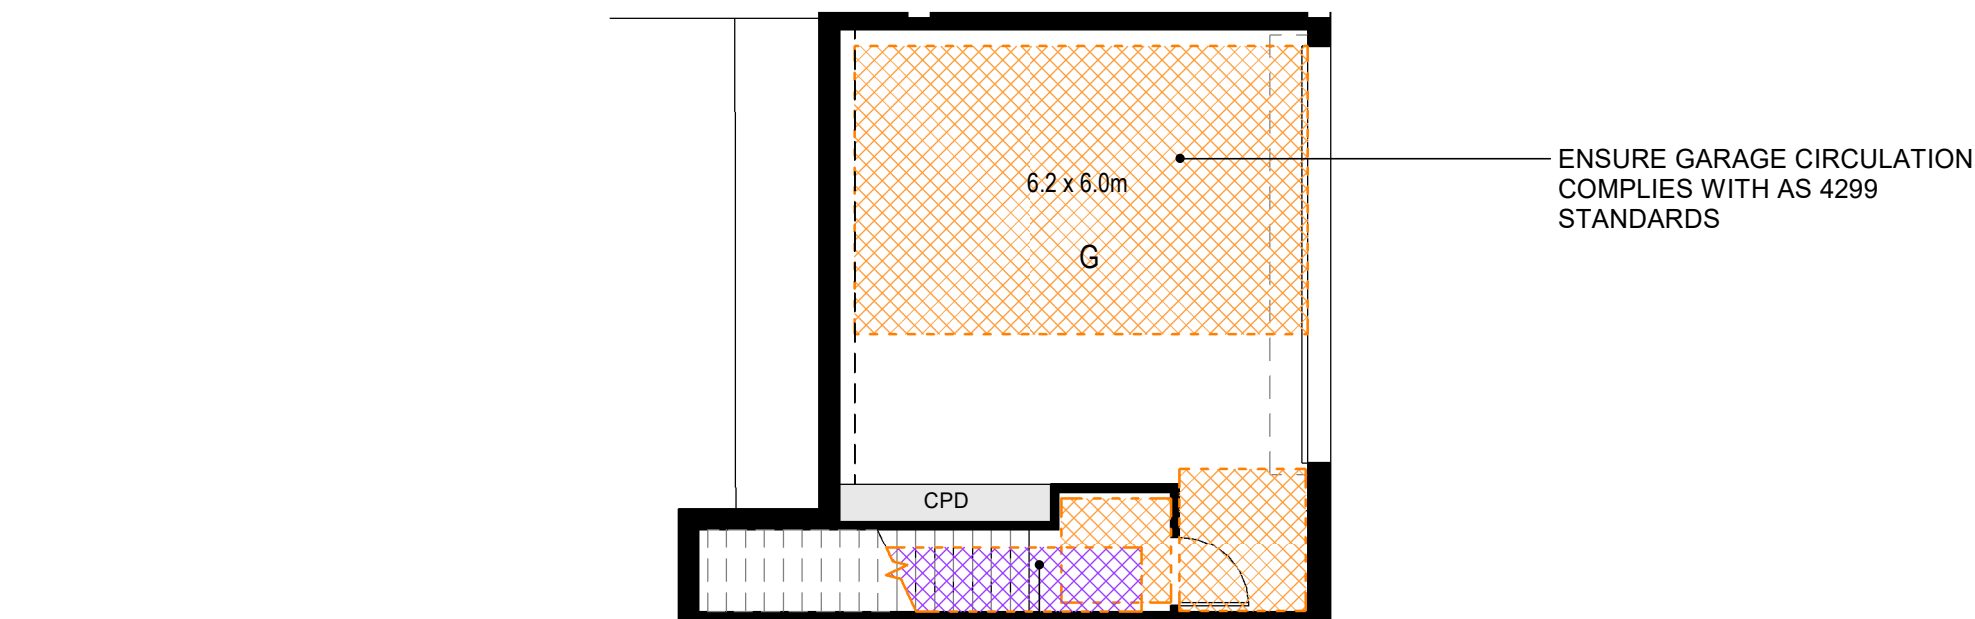 ENSURE GARAGE CIRCULATION
COMPLIES WITH AS 4299
STANDARDS
6.2 x 6.0m
G
CPD